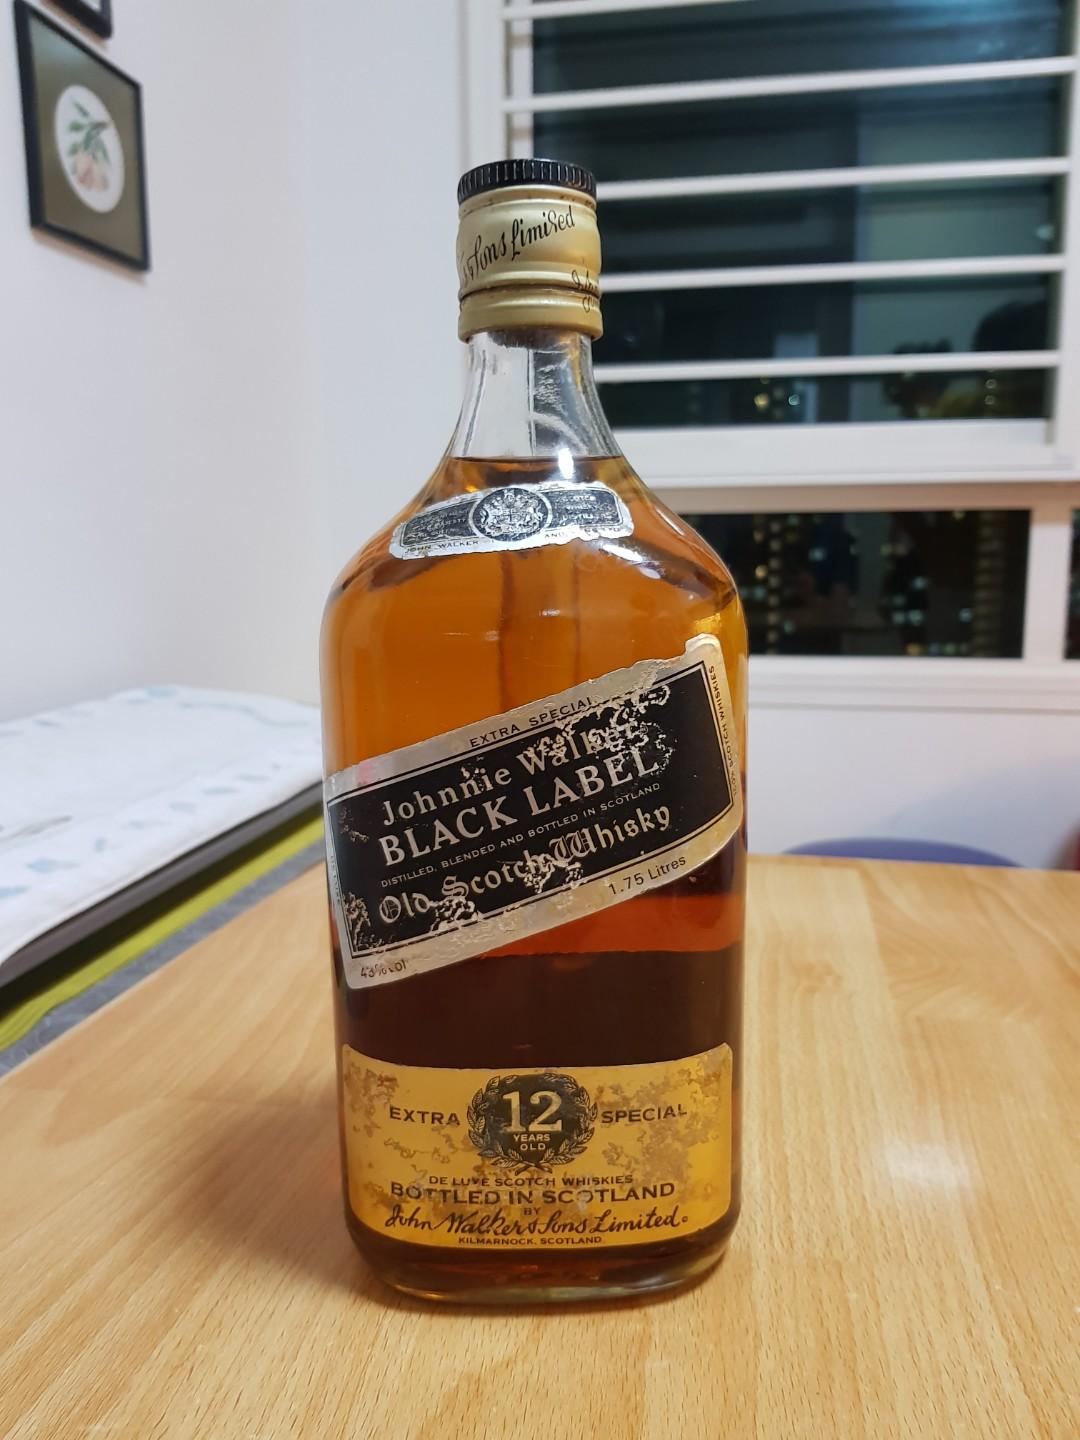 & Sons Limited
JOHN WALKER
EXTRA SPECIAL
Johnnie Walker
BLACK LABEL
DISTILLED, BLENDED AND BOTTLED IN SCOTLAND
Old Scotch Whisky
1.75 Litres
43% vol
SCOTCH WHISKIES
EXTRA 12 SPECIAL
YEARS
OLD
DE LUXE SCOTCH WHISKIES
BOTTLED IN SCOTLAND
BY
John Walker & Sons Limited.
KILMARNOCK, SCOTLAND.